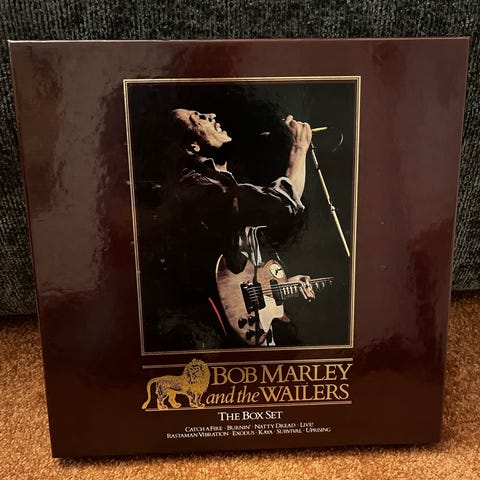 BOB MARLEY
and the WAILERS
THE BOX SET
CATCH A FIRE · BURNIN' · NATTY DREAD · LIVE!
RASTAMAN VIBRATION · EXODUS · KAYA · SURVIVAL · UPRISING